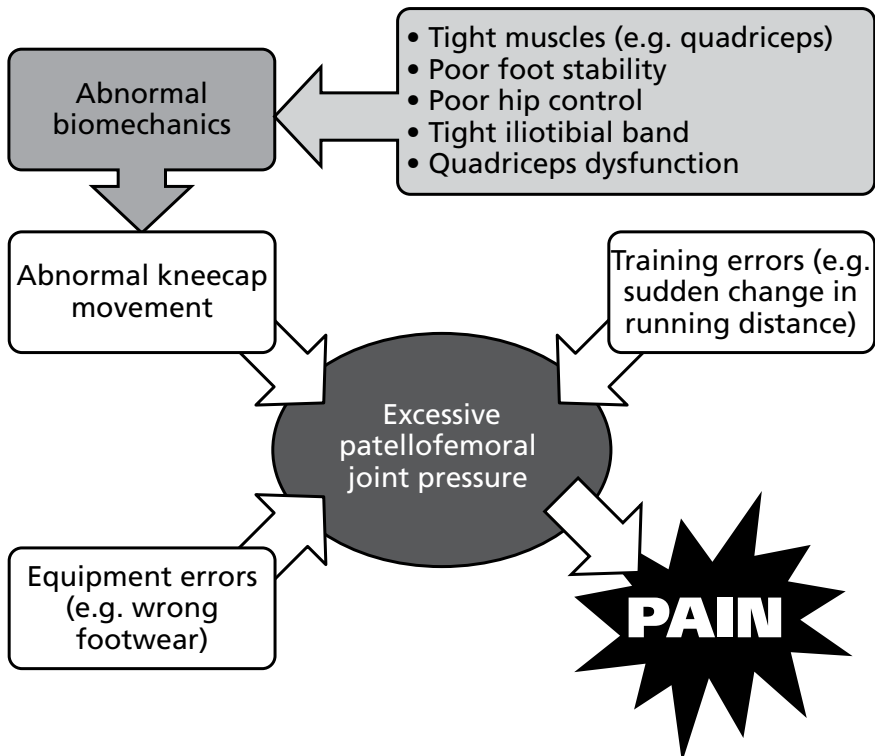 Abnormal
biomechanics
• Tight muscles (e.g. quadriceps)
• Poor foot stability
• Poor hip control
• Tight iliotibial band
• Quadriceps dysfunction
Abnormal kneecap
movement
Training errors (e.g.
sudden change in
running distance)
Excessive
patellofemoral
joint pressure
Equipment errors
(e.g. wrong
footwear)
PAIN